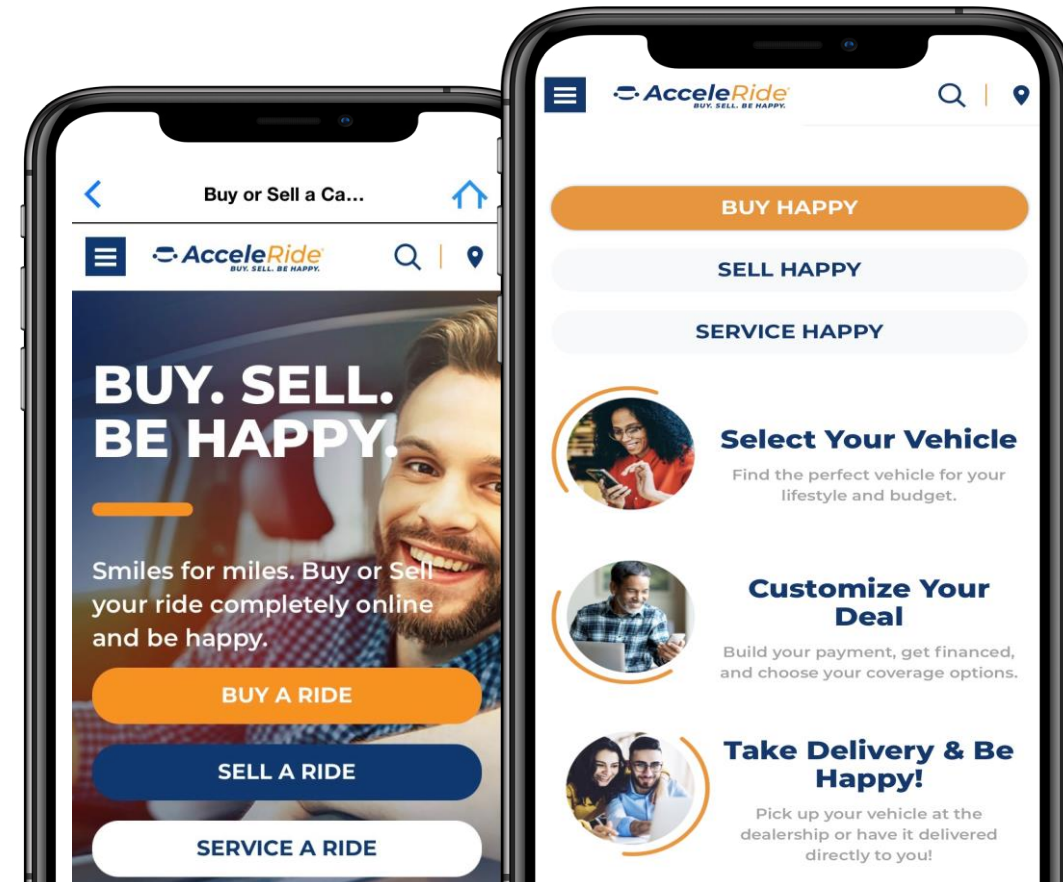 Buy or Sell a Ca...
AcceleRide
BUY. SELL. BE HAPPY.
BUY. SELL.
BE HAPPY.
Smiles for miles. Buy or Sell
your ride completely online
and be happy.
BUY A RIDE
SELL A RIDE
SERVICE A RIDE
AcceleRide
BUY. SELL. BE HAPPY.
BUY HAPPY
SELL HAPPY
SERVICE HAPPY
Select Your Vehicle
Find the perfect vehicle for your
lifestyle and budget.
Customize Your
Deal
Build your payment, get financed,
and choose your coverage options.
Take Delivery & Be
Happy!
Pick up your vehicle at the
dealership or have it delivered
directly to you!